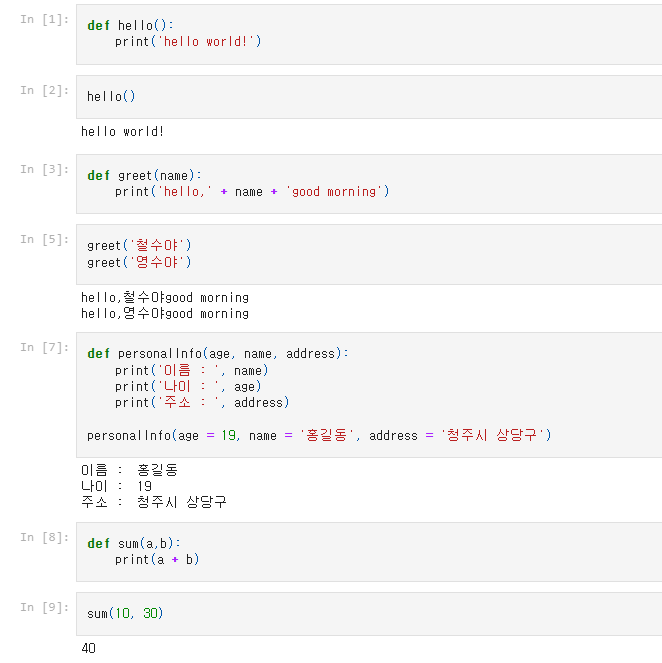 In [1]:
def hello():
    print('hello world!')
In [2]:
hello()
hello world!
In [3]:
def greet(name):
    print('hello,' + name + 'good morning')
In [5]:
greet('철수야')
greet('영수야')
hello,철수야good morning
hello,영수야good morning
In [7]:
def personalInfo(age, name, address):
    print('이름 : ', name)
    print('나이 : ', age)
    print('주소 : ', address)
personalInfo(age = 19, name = '홍길동', address = '청주시 상당구')
이름 :  홍길동
나이 :  19
주소 :  청주시 상당구
In [8]:
def sum(a,b):
    print(a + b)
In [9]:
sum(10, 30)
40